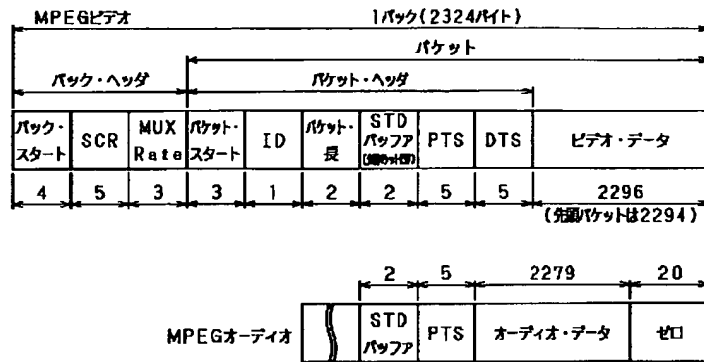 MPEGビデオ
1パック(2324バイト)
パケット
パック・ヘッダ
パケット・ヘッダ
パック・スタート
SCR
MUX Rate
パケット・スタート
ID
パケット・長
STD バッファ
PTS
DTS
ビデオ・データ
4
5
3
3
1
2
2
5
5
2296
(先頭パケットは2294)
2
5
2279
20
MPEGオーディオ
STD バッファ
PTS
オーディオ・データ
ゼロ